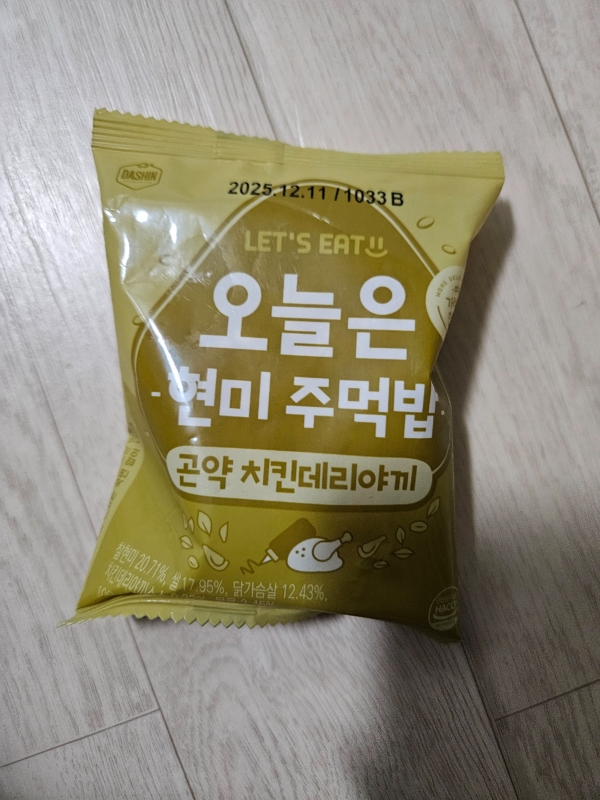 DASHIN
2025.12.11 / 1033 B
LET'S EAT
오늘은
-현미 주먹밥-
곤약 치킨데리야끼
찰현미 20.71%, 쌀 17.95%, 닭가슴살 12.43%,
HACC